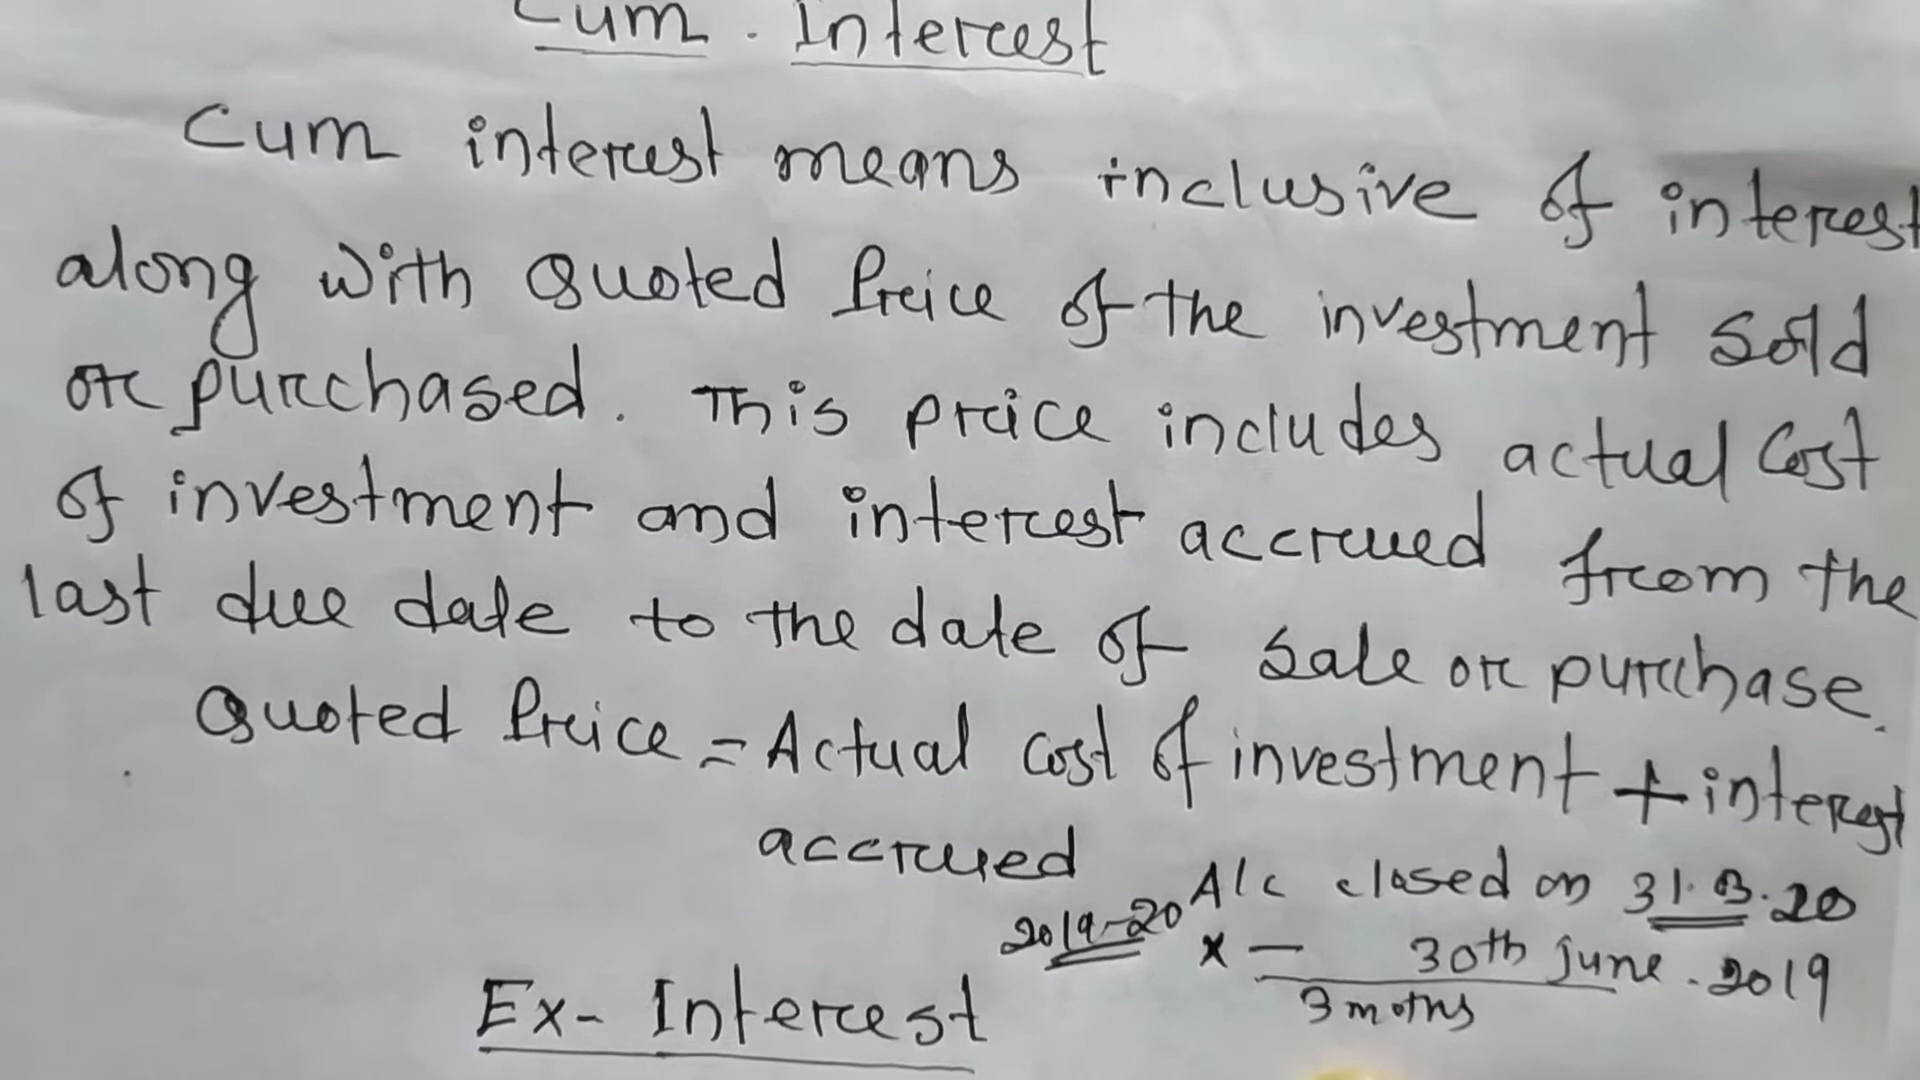 Cum - Interest
Cum interest means inclusive of interest
along with Quoted Price of the investment sold
or purchased. This price includes actual Cost
of investment and interest accrued from the
last due date to the date of sale or purchase.
Quoted Price = Actual cost of investment + interest
accrued
A/c closed on 31.3.20
2019-20
x — 30th june. 2019
3 moths
Ex- Interest